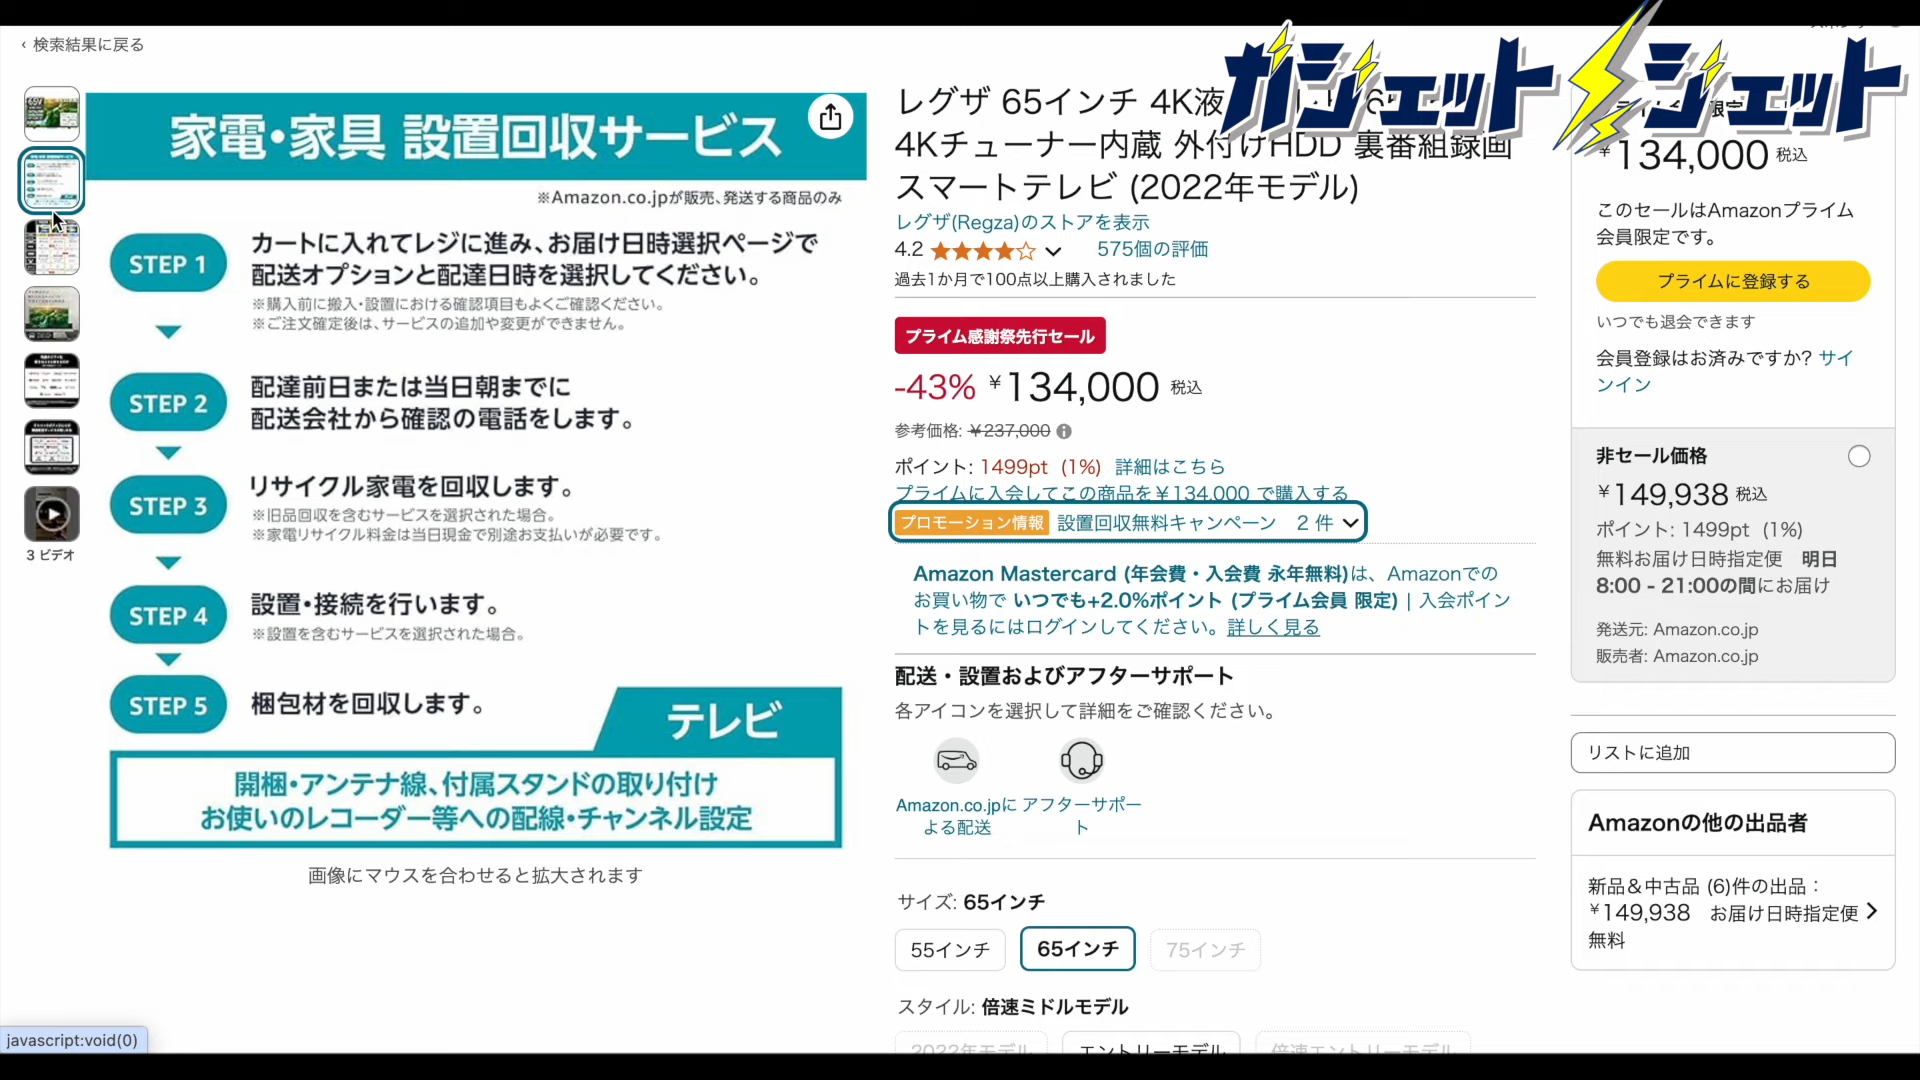 ‹ 検索結果に戻る
ガジェットジェット
家電・家具 設置回収サービス
※Amazon.co.jpが販売、発送する商品のみ
STEP 1
カートに入れてレジに進み、お届け日時選択ページで
配送オプションと配達日時を選択してください。
※購入前に搬入・設置における確認項目もよくご確認ください。
※ご注文確定後は、サービスの追加や変更ができません。
STEP 2
配達前日または当日朝までに
配送会社から確認の電話をします。
STEP 3
リサイクル家電を回収します。
※旧品回収を含むサービスを選択された場合。
※家電リサイクル料金は当日現金で別途お支払いが必要です。
STEP 4
設置・接続を行います。
※設置を含むサービスを選択された場合。
STEP 5
梱包材を回収します。
テレビ
開梱・アンテナ線、付属スタンドの取り付け
お使いのレコーダー等への配線・チャンネル設定
画像にマウスを合わせると拡大されます
3 ビデオ
javascript:void(0)
レグザ 65インチ 4K液
4Kチューナー内蔵 外付けHDD 裏番組録画
スマートテレビ (2022年モデル)
レグザ(Regza)のストアを表示
4.2 575個の評価
過去1か月で100点以上購入されました
プライム感謝祭先行セール
-43% ¥134,000 税込
参考価格: ¥237,000
ポイント: 1499pt (1%) 詳細はこちら
プライムに入会してこの商品を¥134,000 で購入する
プロモーション情報 設置回収無料キャンペーン 2 件
Amazon Mastercard (年会費・入会費 永年無料)は、Amazonでの
お買い物で いつでも+2.0%ポイント (プライム会員 限定) | 入会ポイン
トを見るにはログインしてください。詳しく見る
配送・設置およびアフターサポート
各アイコンを選択して詳細をご確認ください。
Amazon.co.jpに
よる配送
アフターサポー
ト
サイズ: 65インチ
55インチ 65インチ 75インチ
スタイル: 倍速ミドルモデル
2022年モデル エントリーモデル 倍速エントリーモデル
¥134,000 税込
このセールはAmazonプライム
会員限定です。
プライムに登録する
いつでも退会できます
会員登録はお済みですか? サイ
ンイン
非セール価格
¥149,938 税込
ポイント: 1499pt (1%)
無料お届け日時指定便 明日
8:00 - 21:00の間にお届け
発送元: Amazon.co.jp
販売者: Amazon.co.jp
リストに追加
Amazonの他の出品者
新品＆中古品 (6)件の出品：
¥149,938 お届け日時指定便
無料